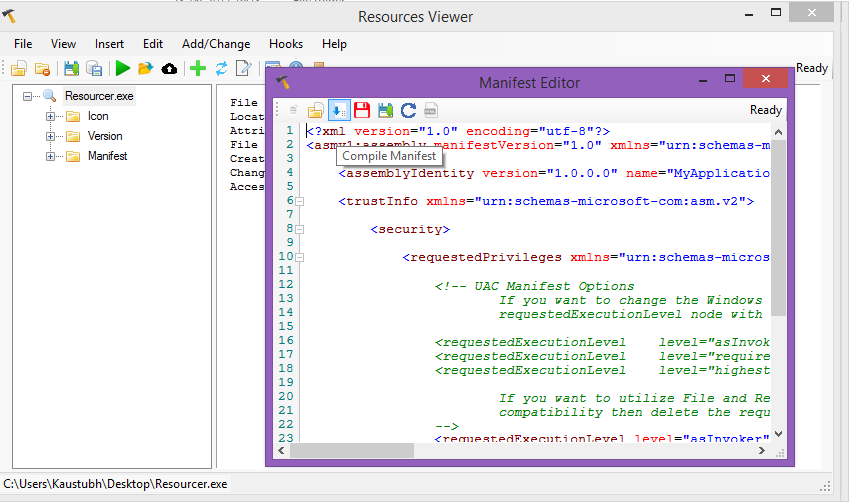 Resources Viewer
File View Insert Edit Add/Change Hooks Help
Ready
Resourcer.exe
Icon
Version
Manifest
File
Locat
Attri
File
Creat
Chang
Acces
Manifest Editor
Ready
Compile Manifest
1 <?xml version="1.0" encoding="utf-8"?>
2 <asmv1:assembly manifestVersion="1.0" xmlns="urn:schemas-m
3
4 <assemblyIdentity version="1.0.0.0" name="MyApplicatio
5
6 <trustInfo xmlns="urn:schemas-microsoft-com:asm.v2">
7
8 <security>
9
10 <requestedPrivileges xmlns="urn:schemas-micros
11
12 <!-- UAC Manifest Options
13 If you want to change the Windows
14 requestedExecutionLevel node with
15
16 <requestedExecutionLevel level="asInvok
17 <requestedExecutionLevel level="require
18 <requestedExecutionLevel level="highest
19
20 If you want to utilize File and Re
21 compatibility then delete the requ
22 -->
23 <requestedExecutionLevel level="asInvoker"
C:\Users\Kaustubh\Desktop\Resourcer.exe